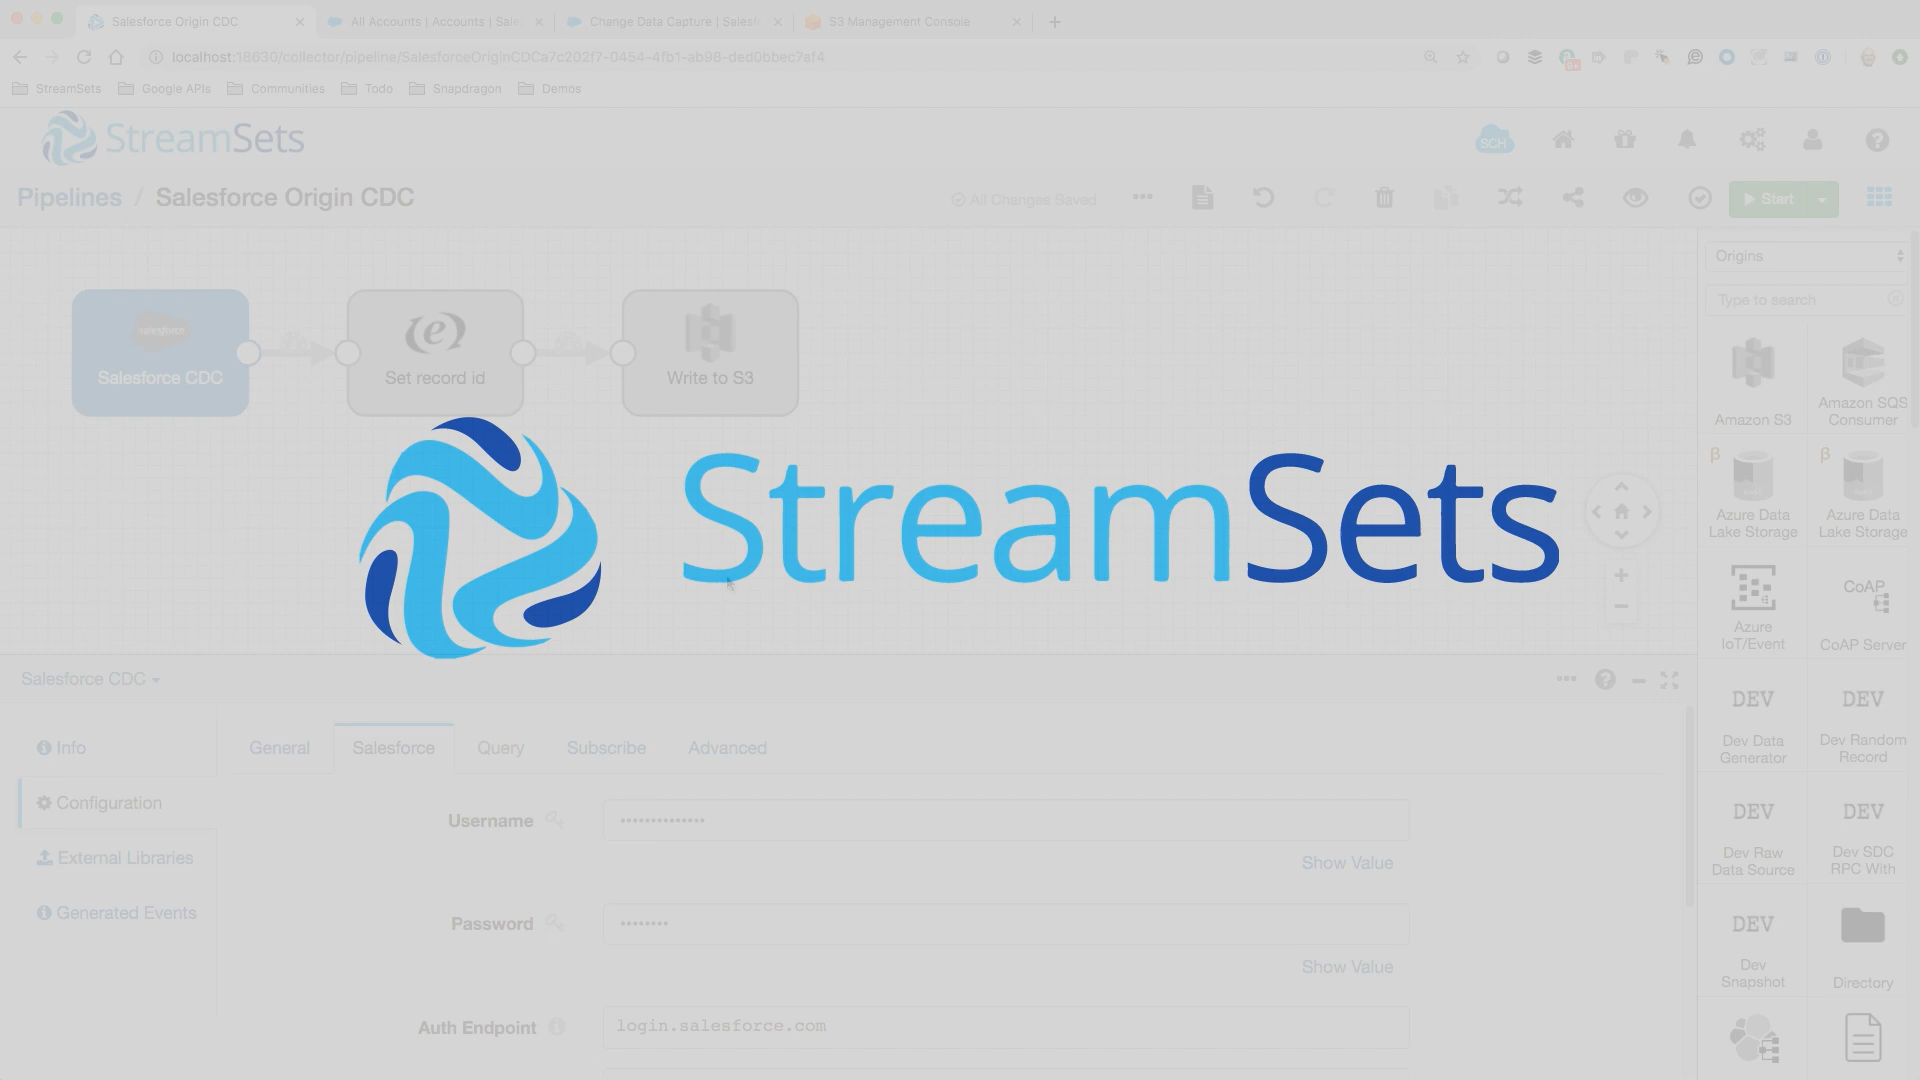 Salesforce Origin CDC
All Accounts | Accounts | Sale
Change Data Capture | Salesf
S3 Management Console
localhost:18630/collector/pipeline/SalesforceOriginCDCa7c202f7-0454-4fb1-ab98-ded0bbec7af4
StreamSets
Google APIs
Communities
Todo
Snapdragon
Demos
StreamSets
SCH
Pipelines / Salesforce Origin CDC
All Changes Saved
Start
Origins
Type to search
salesforce
Salesforce CDC
Set record id
Write to S3
Amazon S3
Amazon SQS
Consumer
StreamSets
β
Azure Data
Lake Storage
β
Azure Data
Lake Storage
Azure
IoT/Event
CoAP
CoAP Server
Salesforce CDC
DEV
Dev Data
Generator
DEV
Dev Random
Record
Info
Configuration
External Libraries
Generated Events
General
Salesforce
Query
Subscribe
Advanced
Username
Show Value
Password
Show Value
Auth Endpoint
login.salesforce.com
DEV
Dev Raw
Data Source
DEV
Dev SDC
RPC With
DEV
Dev
Snapshot
Directory